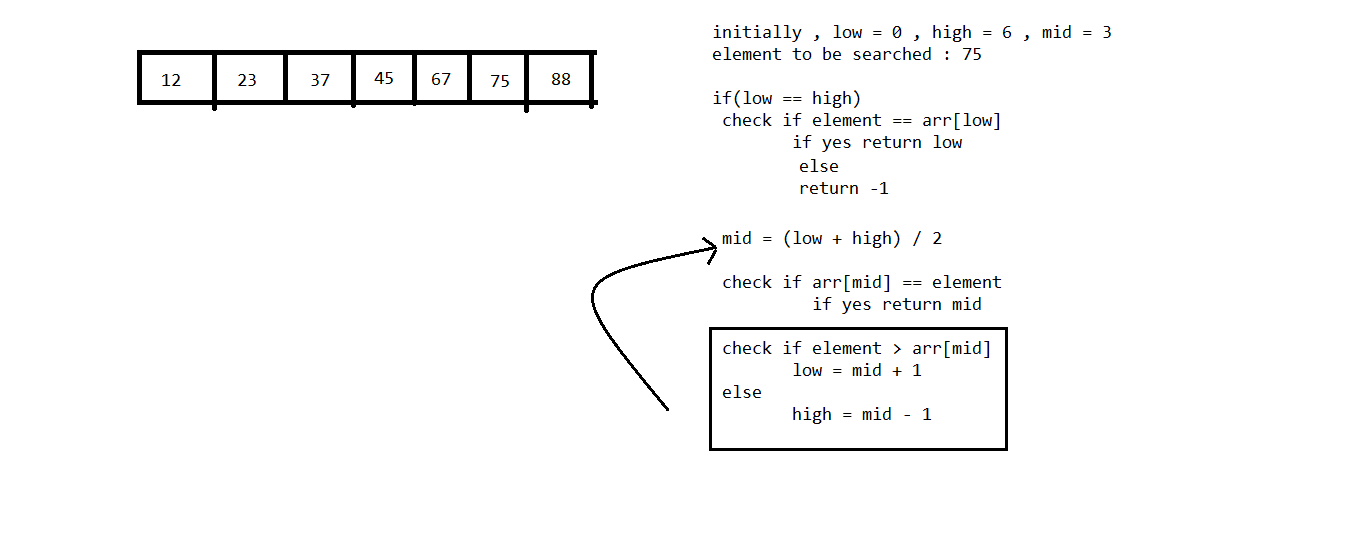 12 23 37 45 67 75 88
initially , low = 0 , high = 6 , mid = 3
element to be searched : 75
if(low == high)
check if element == arr[low]
if yes return low
else
return -1
mid = (low + high) / 2
check if arr[mid] == element
if yes return mid
check if element > arr[mid]
low = mid + 1
else
high = mid - 1